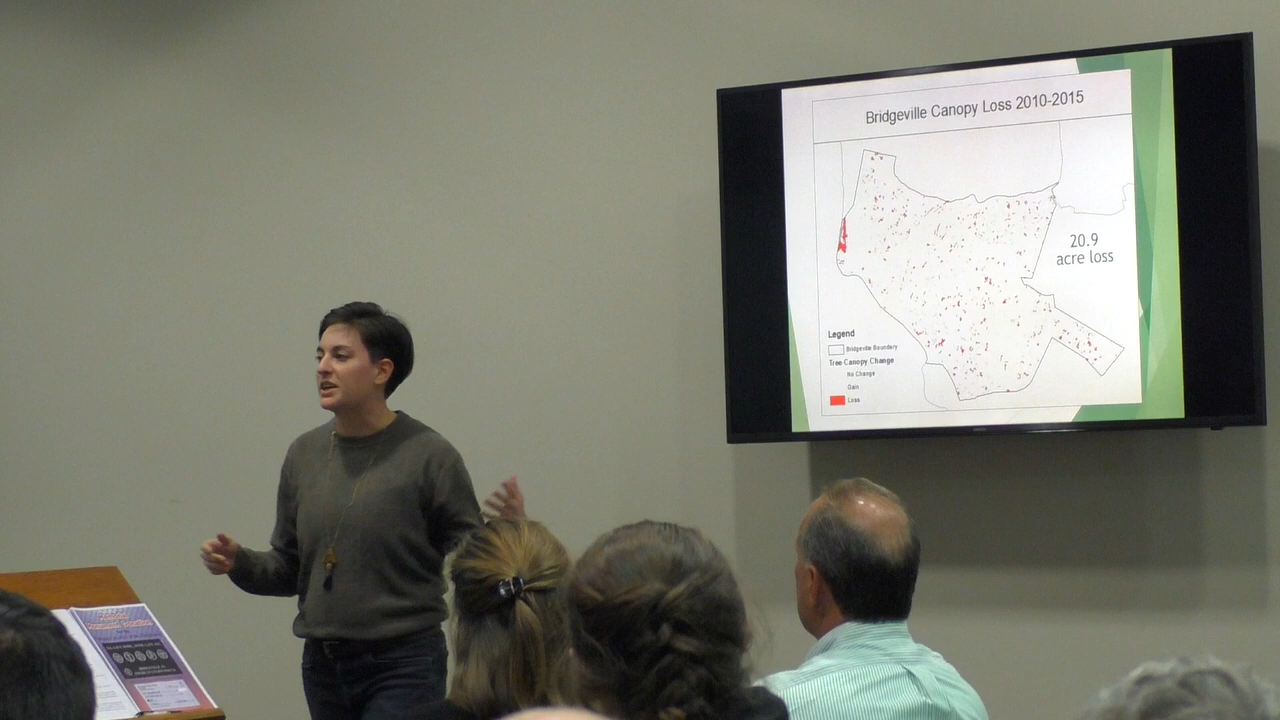 Bridgeville Canopy Loss 2010-2015
20.9
acre loss
Legend
Bridgeville Boundary
Tree Canopy Change
No Change
Gain
Loss